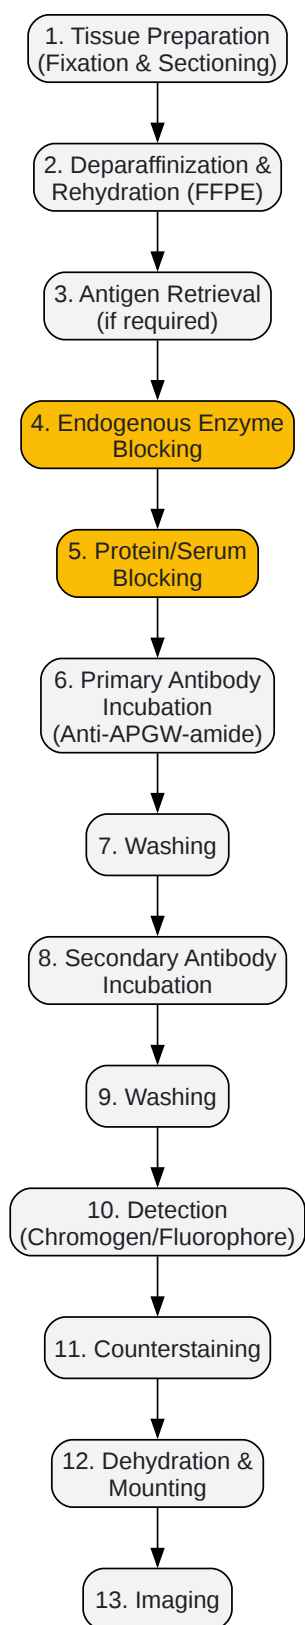 1. Tissue Preparation
(Fixation & Sectioning)
2. Deparaffinization &
Rehydration (FFPE)
3. Antigen Retrieval
(if required)
4. Endogenous Enzyme
Blocking
5. Protein/Serum
Blocking
6. Primary Antibody
Incubation
(Anti-APGW-amide)
7. Washing
8. Secondary Antibody
Incubation
9. Washing
10. Detection
(Chromogen/Fluorophore)
11. Counterstaining
12. Dehydration &
Mounting
13. Imaging